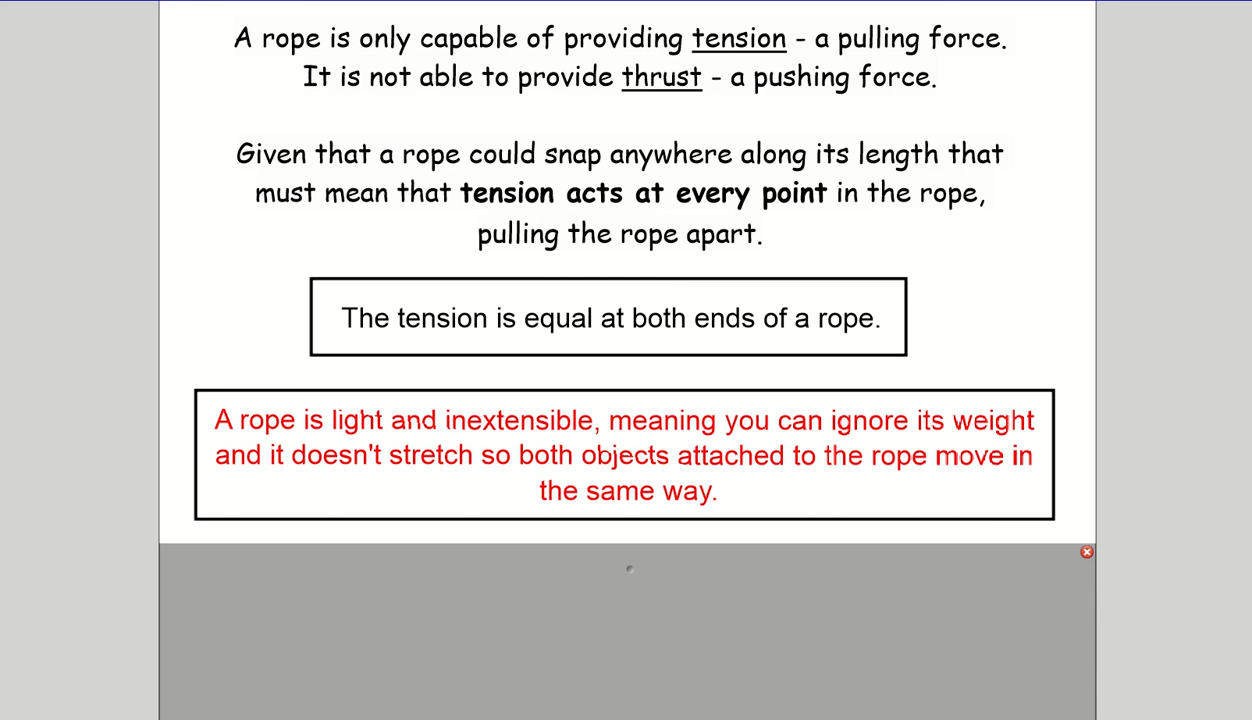 A rope is only capable of providing tension - a pulling force.
It is not able to provide thrust - a pushing force.
Given that a rope could snap anywhere along its length that
must mean that tension acts at every point in the rope,
pulling the rope apart.
The tension is equal at both ends of a rope.
A rope is light and inextensible, meaning you can ignore its weight
and it doesn't stretch so both objects attached to the rope move in
the same way.